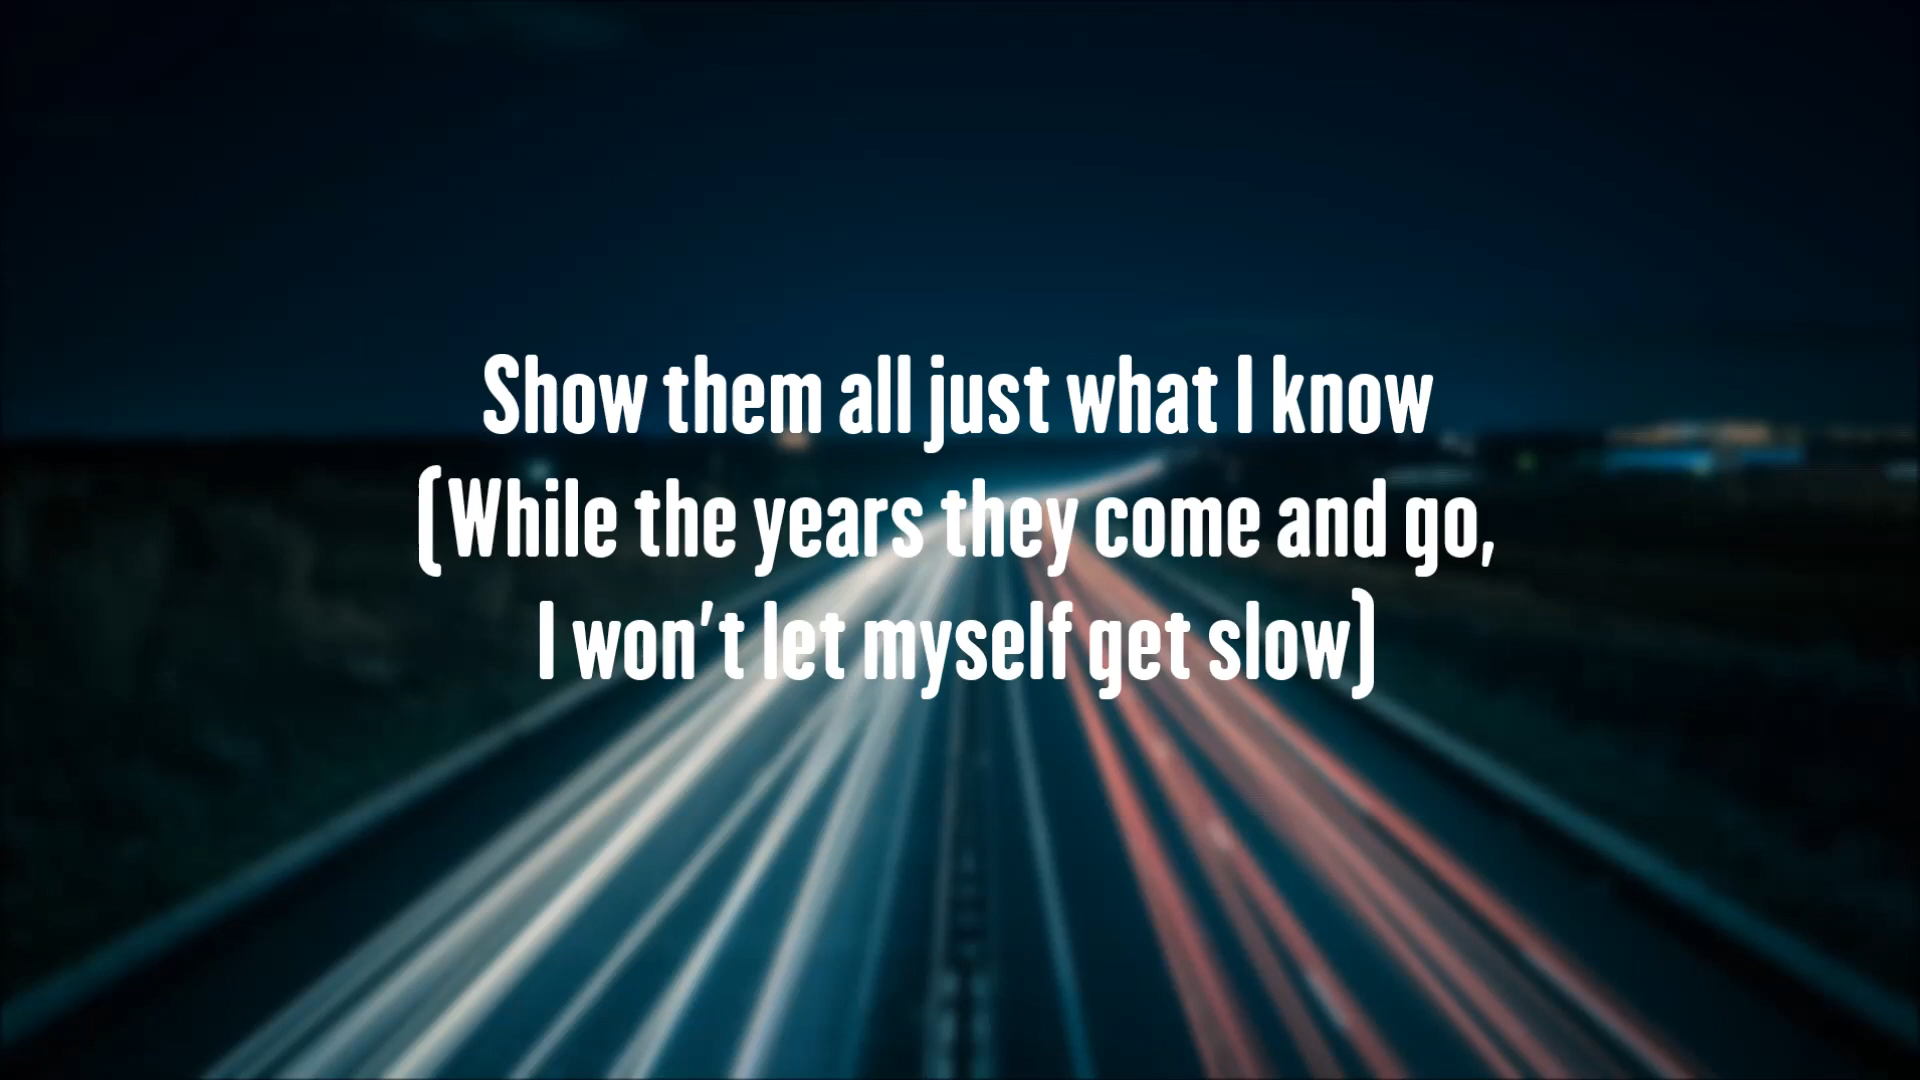 Show them all just what I know
(While the years they come and go,
I won't let myself get slow)